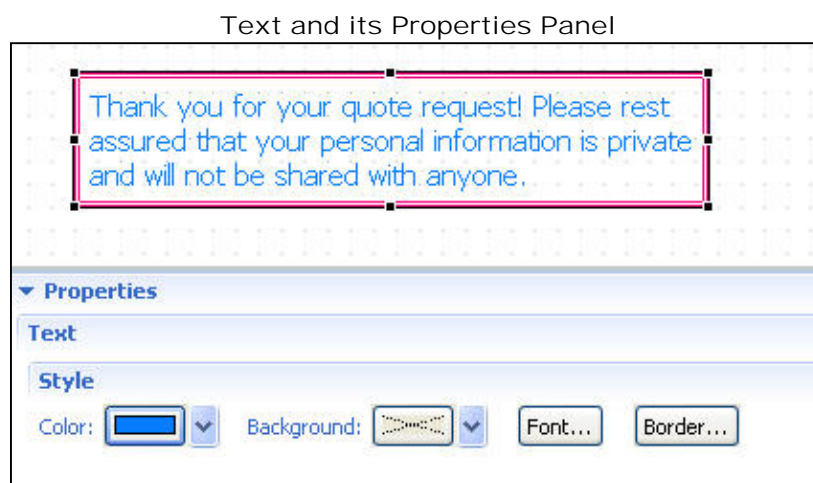 Text and its Properties Panel
Thank you for your quote request! Please rest
assured that your personal information is private
and will not be shared with anyone.
Properties
Text
Style
Color: Background: Font... Border...